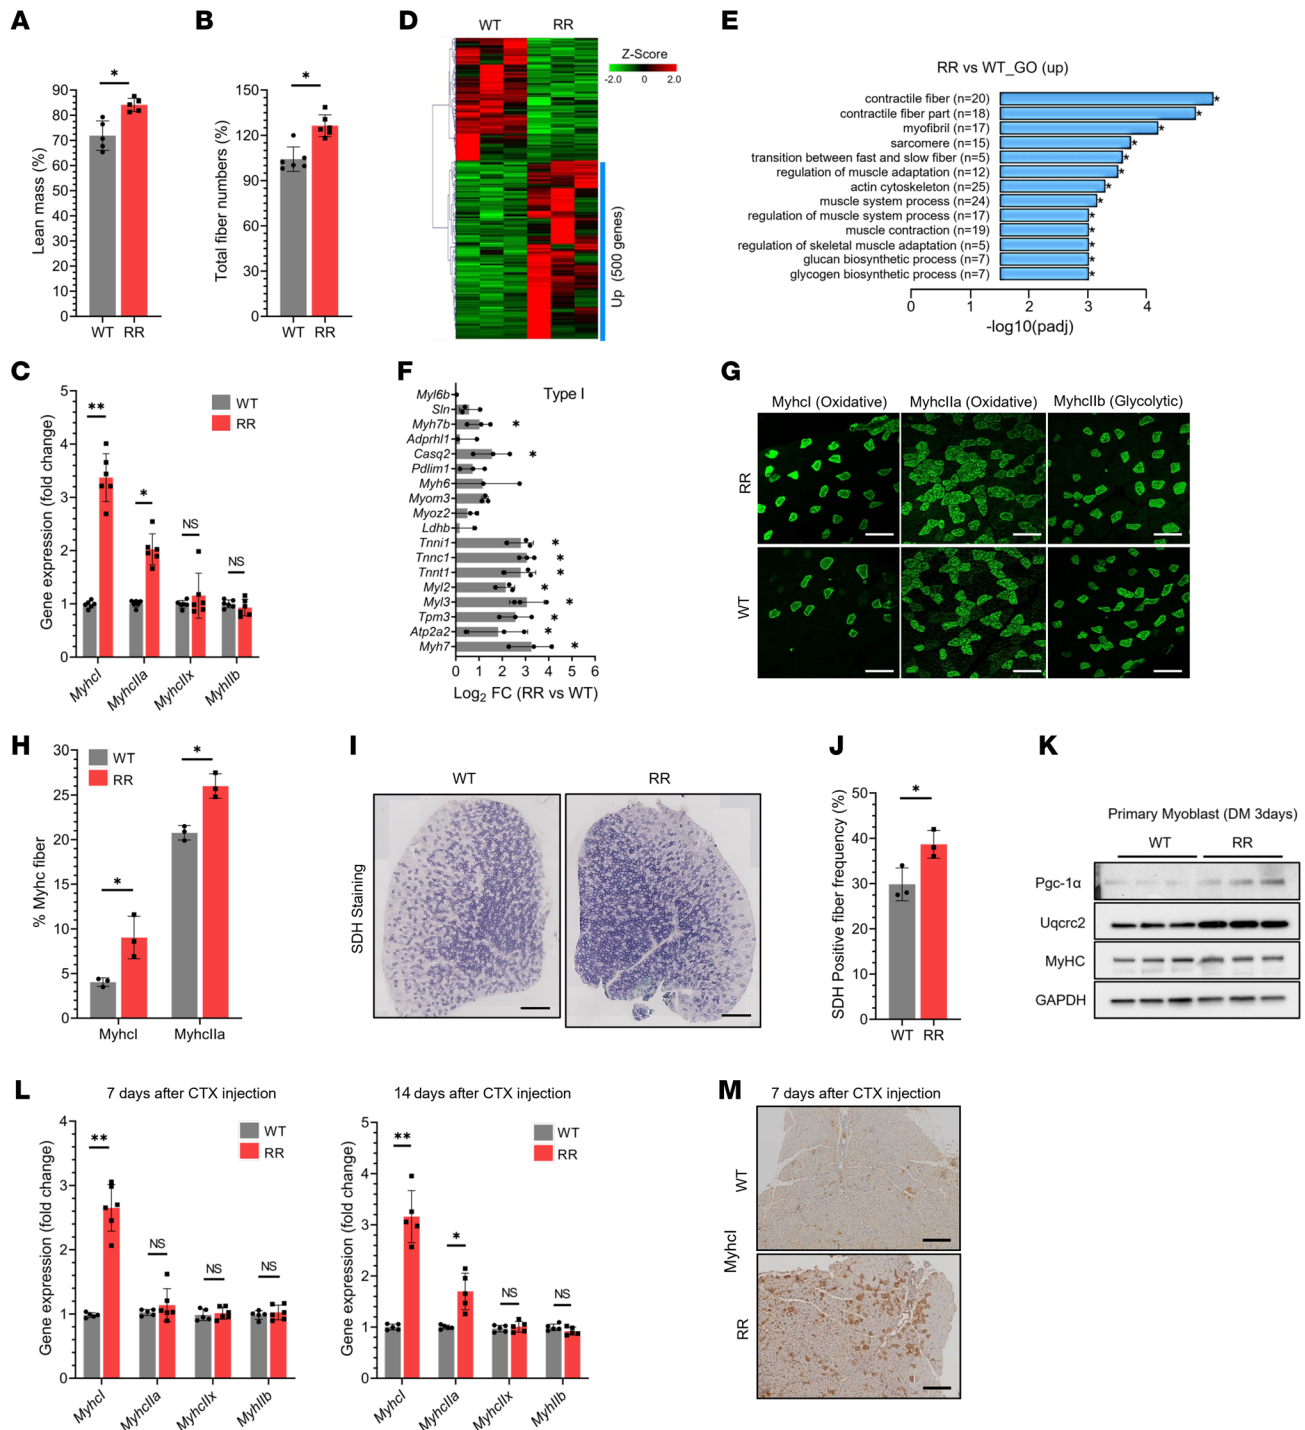 A
*
90
80
70
60
50
40
30
20
10
0
Lean mass (%)
WT RR
B
*
150
120
90
60
30
0
Total fiber numbers (%)
WT RR
D
WT RR
Z-Score
-2.0 0 2.0
Up (500 genes)
E
RR vs WT_GO (up)
contractile fiber (n=20) *
contractile fiber part (n=18) *
myofibril (n=17) *
sarcomere (n=15) *
transition between fast and slow fiber (n=5) *
regulation of muscle adaptation (n=12) *
actin cytoskeleton (n=25) *
muscle system process (n=24) *
regulation of muscle system process (n=17) *
muscle contraction (n=19) *
regulation of skeletal muscle adaptation (n=5) *
glucan biosynthetic process (n=7) *
glycogen biosynthetic process (n=7) *
0 1 2 3 4
-log10(padj)
C
WT
RR
5
4
3
2
1
0
Gene expression (fold change)
**
*
NS
NS
MyhcI MyhcIIa MyhcIIx MyhIIb
F
Type I
Myl6b
Sln
Myh7b *
Adprhl1
Casq2 *
Pdlim1
Myh6
Myom3
Myoz2
Ldhb
Tnni1 *
Tnnc1 *
Tnnt1 *
Myl2 *
Myl3 *
Tpm3 *
Atp2a2 *
Myh7 *
0 1 2 3 4 5 6
Log2 FC (RR vs WT)
G
MyhcI (Oxidative) MyhcIIa (Oxidative) MyhcIIb (Glycolytic)
RR
WT
H
WT
RR
30
25
20
15
10
5
0
% Myhc fiber
*
*
MyhcI MyhcIIa
I
WT RR
SDH Staining
J
*
50
40
30
20
10
0
SDH Positive fiber frequency (%)
WT RR
K
Primary Myoblast (DM 3days)
WT RR
Pgc-1α
Uqcrc2
MyHC
GAPDH
L
7 days after CTX injection
WT
RR
4
3
2
1
0
Gene expression (fold change)
**
NS
NS
NS
MyhcI MyhcIIa MyhcIIx MyhIIb
14 days after CTX injection
WT
RR
5
4
3
2
1
0
Gene expression (fold change)
**
*
NS
NS
MyhcI MyhcIIa MyhcIIx MyhIIb
M
7 days after CTX injection
WT
MyhcI
RR